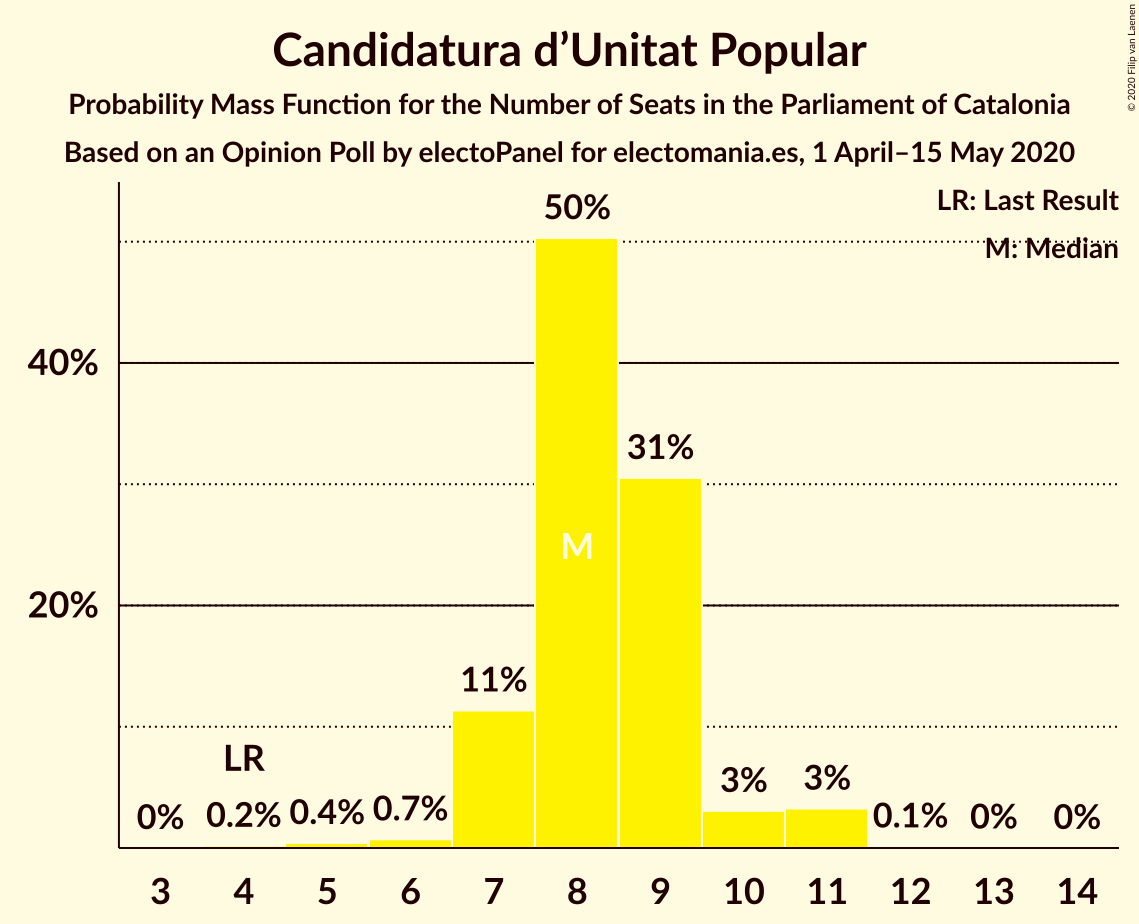 Candidatura d’Unitat Popular
Probability Mass Function for the Number of Seats in the Parliament of Catalonia
Based on an Opinion Poll by electoPanel for electomania.es, 1 April–15 May 2020
© 2020 Filip van Laenen
LR: Last Result
M: Median
50%
40%
31%
M
20%
11%
LR
0% 0.2% 0.4% 0.7% 3% 3% 0.1% 0% 0%
3 4 5 6 7 8 9 10 11 12 13 14